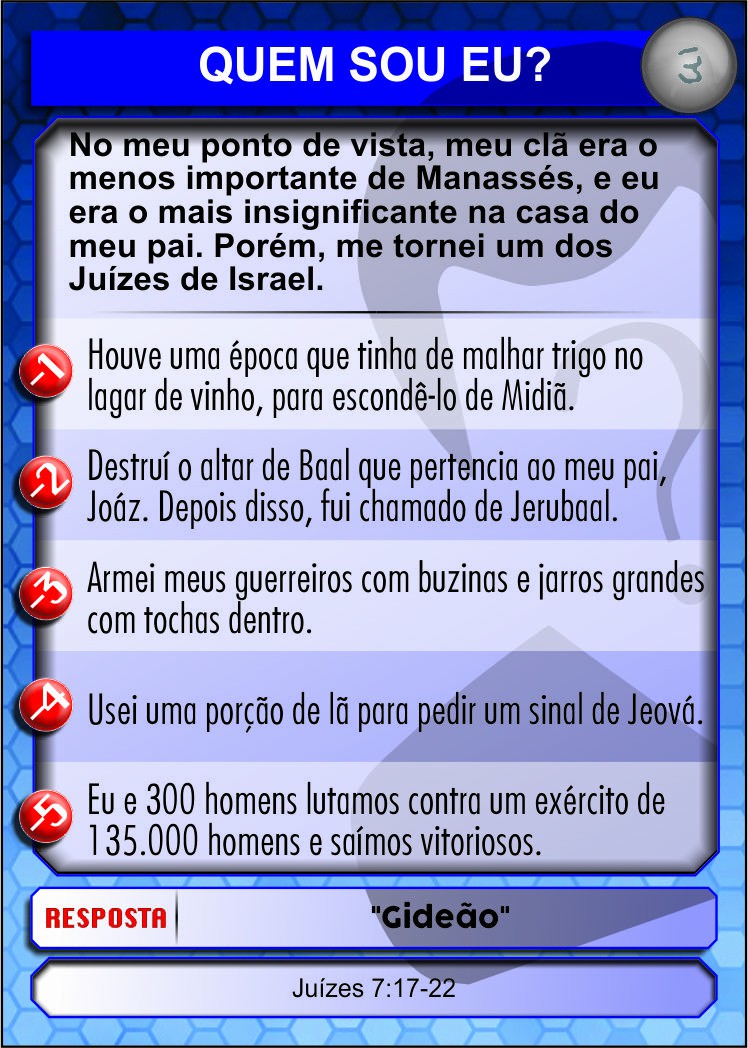 QUEM SOU EU?
3
No meu ponto de vista, meu clã era o
menos importante de Manassés, e eu
era o mais insignificante na casa do
meu pai. Porém, me tornei um dos
Juízes de Israel.
1
Houve uma época que tinha de malhar trigo no
lagar de vinho, para escondê-lo de Midiã.
2
Destruí o altar de Baal que pertencia ao meu pai,
Joáz. Depois disso, fui chamado de Jerubaal.
3
Armei meus guerreiros com buzinas e jarros grandes
com tochas dentro.
4
Usei uma porção de lã para pedir um sinal de Jeová.
5
Eu e 300 homens lutamos contra um exército de
135.000 homens e saímos vitoriosos.
RESPOSTA
"Gideão"
Juízes 7:17-22